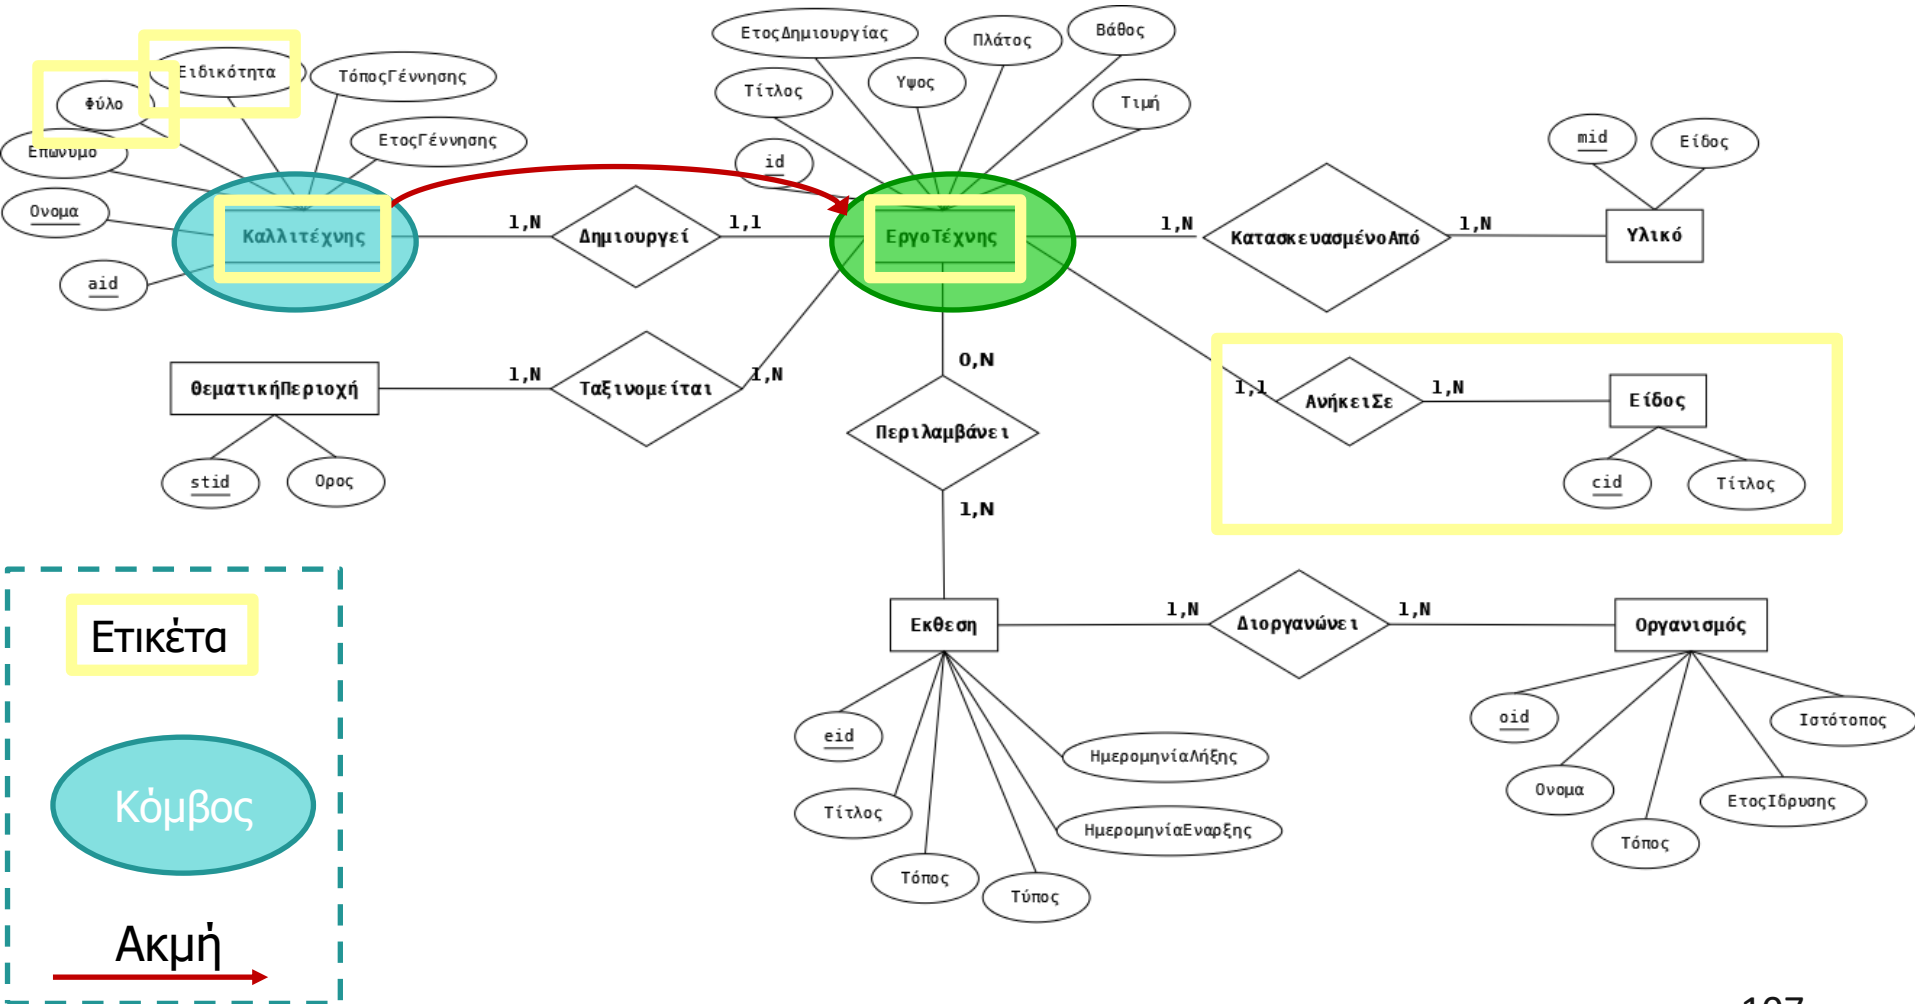 ΕτοςΔημιουργίας
Πλάτος
Βάθος
Ειδικότητα
ΤόποςΓέννησης
Τίτλος
Υψος
Τιμή
Φύλο
Επώνυμο
ΕτοςΓέννησης
id
mid
Είδος
Ονομα
Καλλιτέχνης
1,N
Δημιουργεί
1,1
ΕργοΤέχνης
1,N
ΚατασκευασμένοΑπό
1,N
Υλικό
aid
ΘεματικήΠεριοχή
1,N
Ταξινομείται
1,N
0,N
1,1
ΑνήκειΣε
1,N
Είδος
Περιλαμβάνει
stid
Ορος
cid
Τίτλος
1,N
Εκθεση
1,N
Διοργανώνει
1,N
Οργανισμός
Ετικέτα
eid
ΗμερομηνίαΛήξης
oid
Ιστότοπος
Κόμβος
Τίτλος
ΗμερομηνίαΕναρξης
Ονομα
ΕτοςΙδρυσης
Τόπος
Τόπος
Τύπος
Ακμή